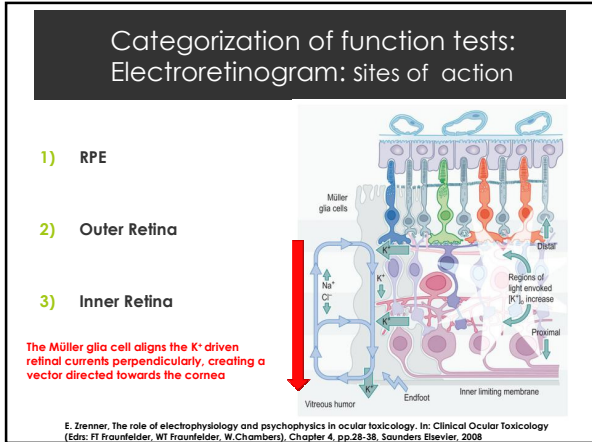 Categorization of function tests:
Electroretinogram: sites of action
1) RPE
2) Outer Retina
3) Inner Retina
The Müller glia cell aligns the K+ driven
retinal currents perpendicularly, creating a
vector directed towards the cornea
Müller
glia cells
K+
Distal
K+
Na+
Cl−
Regions of
light envoked
[K+]o increase
Proximal
K+
Inner limiting membrane
Endfoot
Vitreous humor
E. Zrenner, The role of electrophysiology and psychophysics in ocular toxicology. In: Clinical Ocular Toxicology
(Edrs: FT Fraunfelder, WT Fraunfelder, W.Chambers), Chapter 4, pp.28-38, Saunders Elsevier, 2008